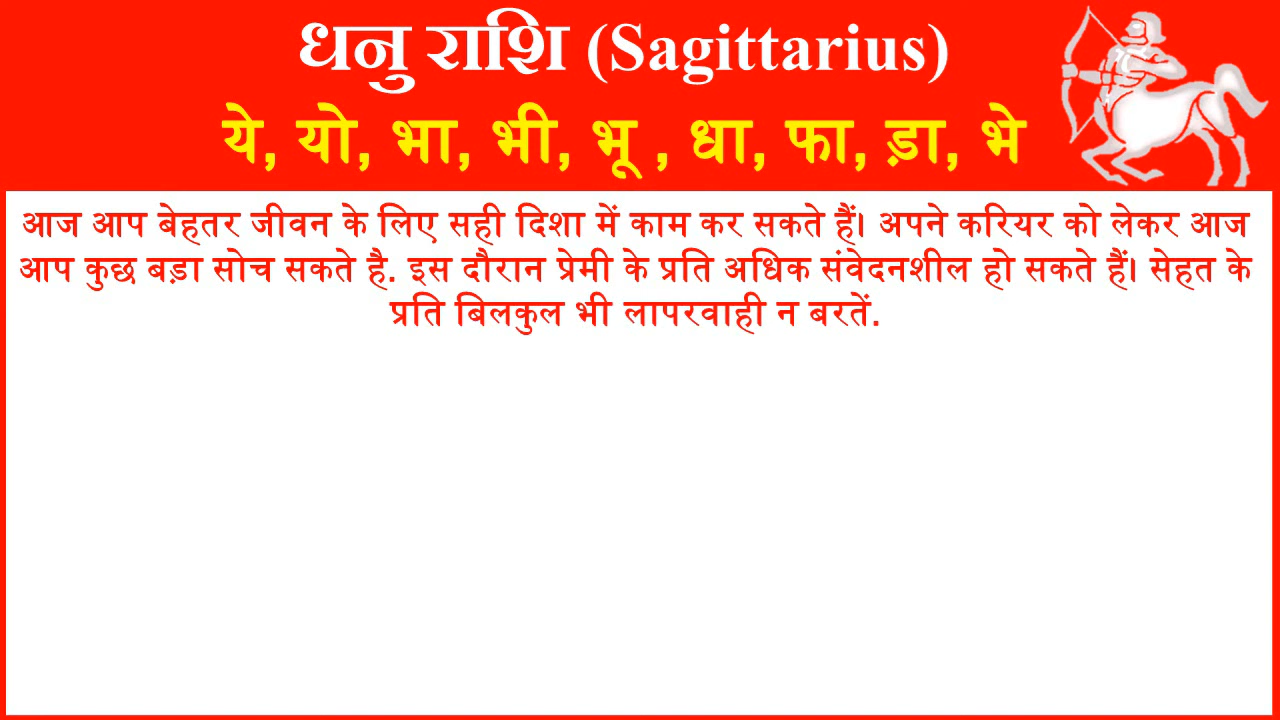 धनु राशि (Sagittarius)
ये, यो, भा, भी, भू , धा, फा, ड़ा, भे
आज आप बेहतर जीवन के लिए सही दिशा में काम कर सकते हैं। अपने करियर को लेकर आज
आप कुछ बड़ा सोच सकते है. इस दौरान प्रेमी के प्रति अधिक संवेदनशील हो सकते हैं। सेहत के
प्रति बिलकुल भी लापरवाही न बरतें.